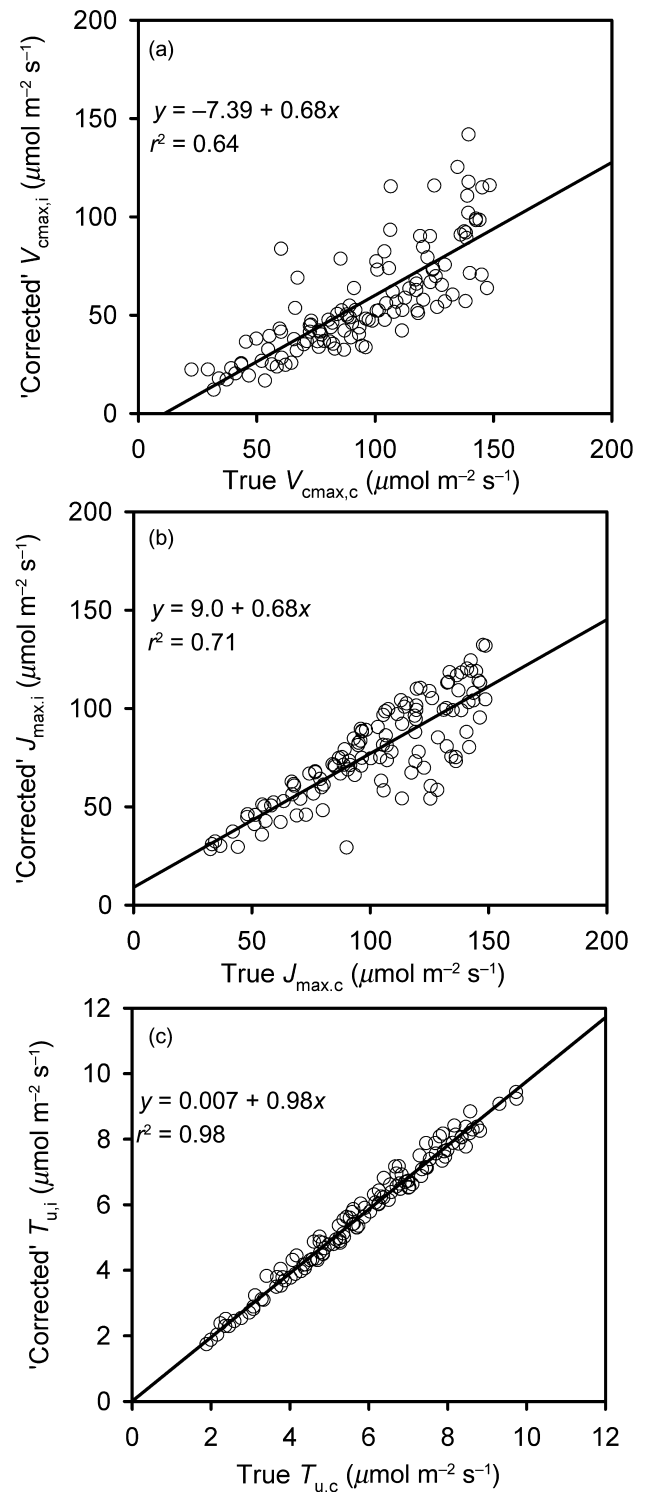 (a)
y = –7.39 + 0.68x
r² = 0.64
'Corrected' Vcmax,i (μmol m⁻² s⁻¹)
200
150
100
50
0
0 50 100 150 200
True Vcmax,c (μmol m⁻² s⁻¹)
(b)
y = 9.0 + 0.68x
r² = 0.71
'Corrected' Jmax.i (μmol m⁻² s⁻¹)
200
150
100
50
0
0 50 100 150 200
True Jmax.c (μmol m⁻² s⁻¹)
(c)
y = 0.007 + 0.98x
r² = 0.98
'Corrected' Tu,i (μmol m⁻² s⁻¹)
12
10
8
6
4
2
0
0 2 4 6 8 10 12
True Tu,c (μmol m⁻² s⁻¹)